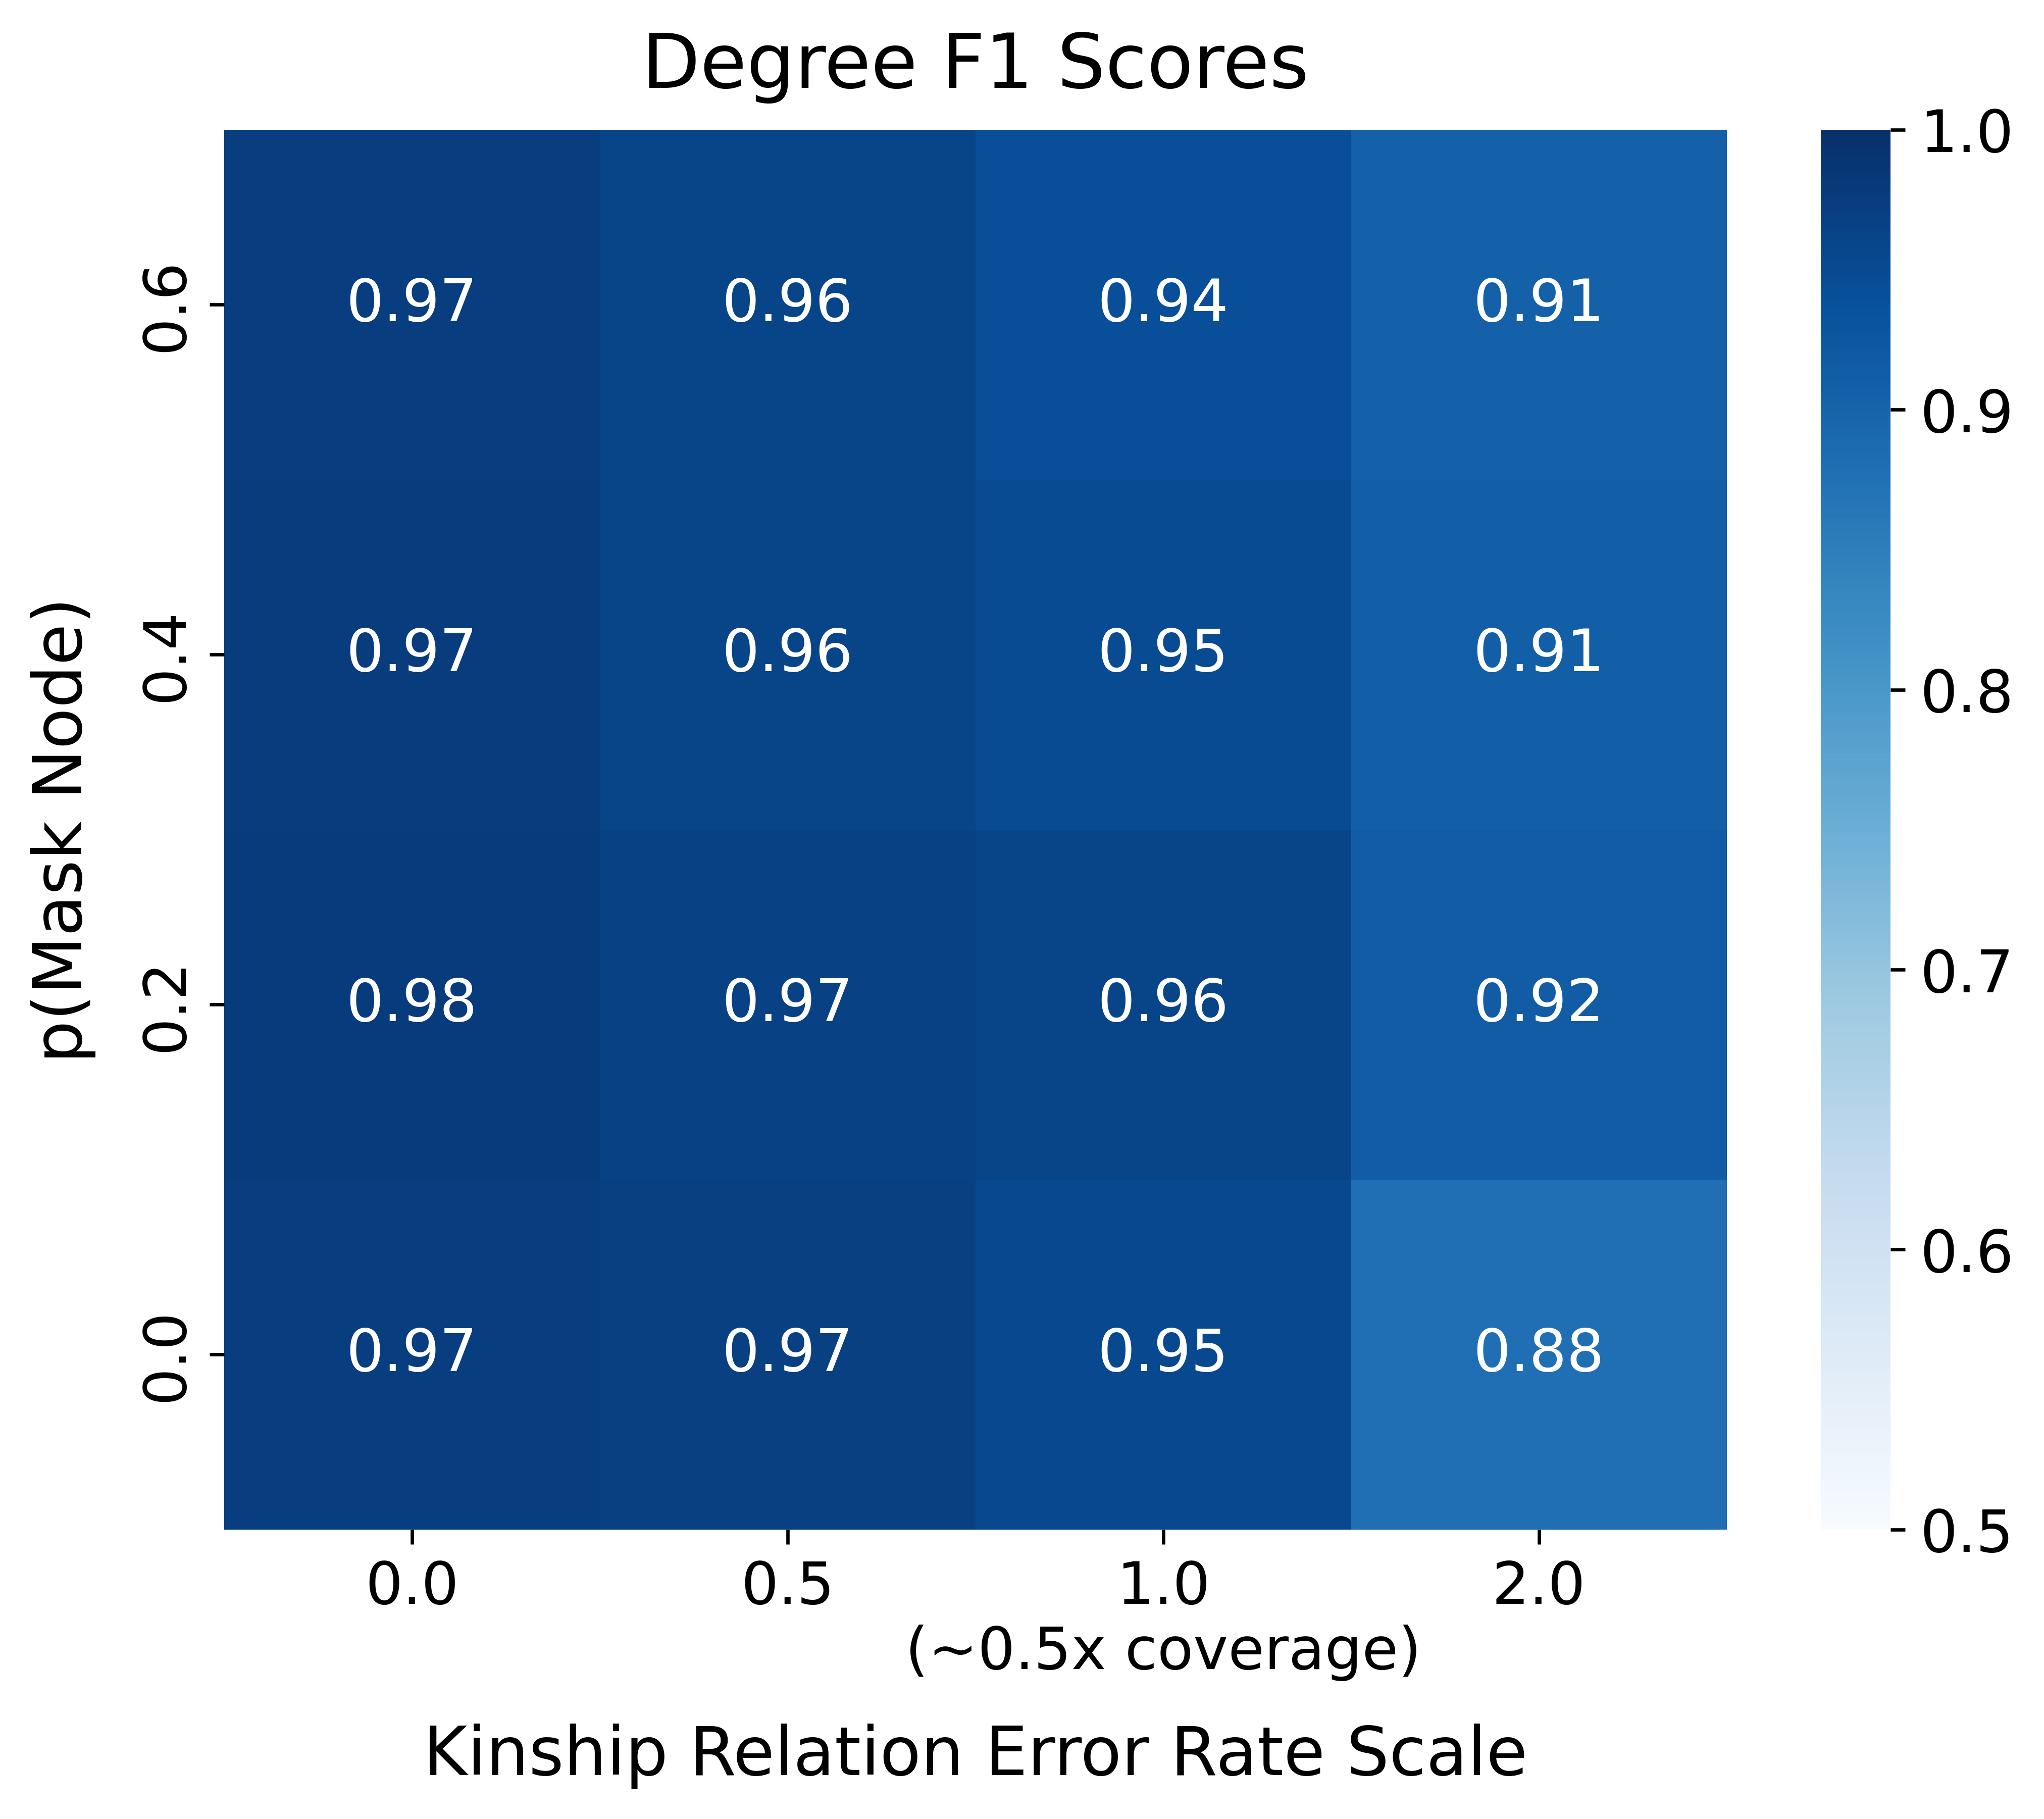 Degree F1 Scores
p(Mask Node)
0.6
0.97 0.96 0.94 0.91
0.4
0.97 0.96 0.95 0.91
0.2
0.98 0.97 0.96 0.92
0.0
0.97 0.97 0.95 0.88
0.0 0.5 1.0 2.0
(~0.5x coverage)
Kinship Relation Error Rate Scale
1.0
0.9
0.8
0.7
0.6
0.5